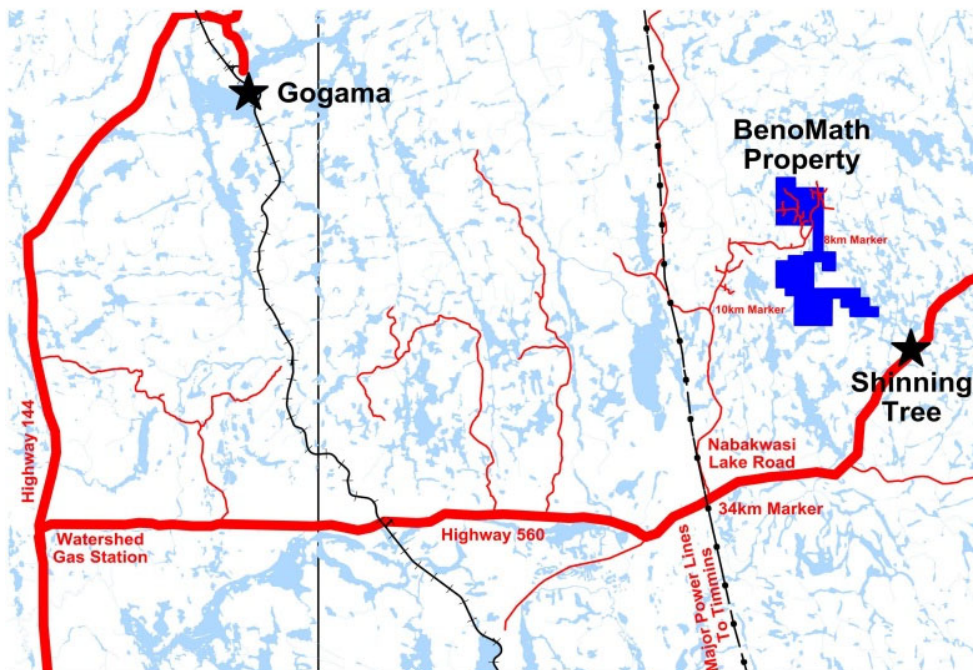 Gogama
BenoMath
Property
8km Marker
10km Marker
Shinning
Tree
Highway 144
Nabakwasi
Lake Road
34km Marker
Watershed
Gas Station
Highway 560
Major Power Lines
To Timmins